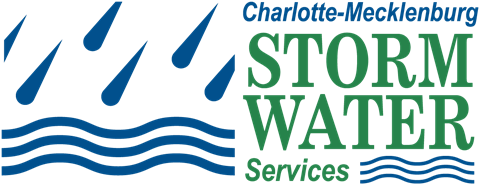 Charlotte-Mecklenburg
STORM
WATER
Services